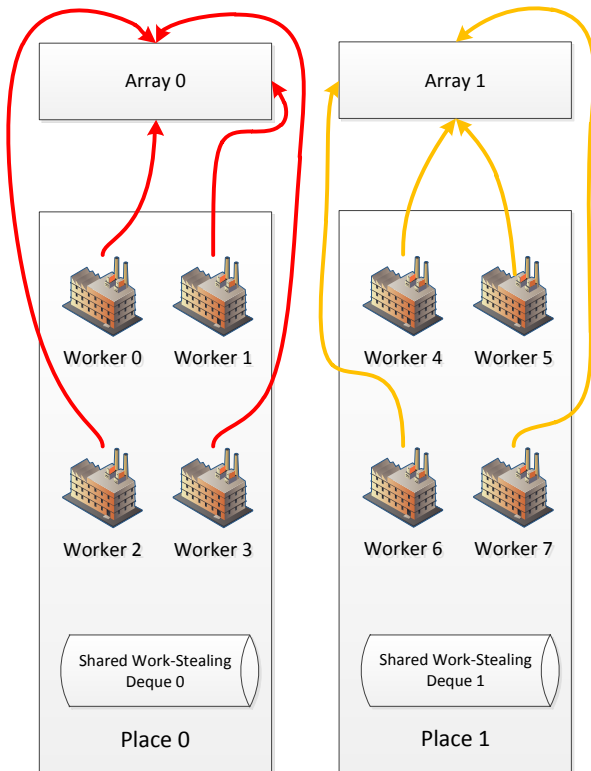 Array 0
Array 1
Worker 0
Worker 1
Worker 4
Worker 5
Worker 2
Worker 3
Worker 6
Worker 7
Shared Work-Stealing
Deque 0
Shared Work-Stealing
Deque 1
Place 0
Place 1